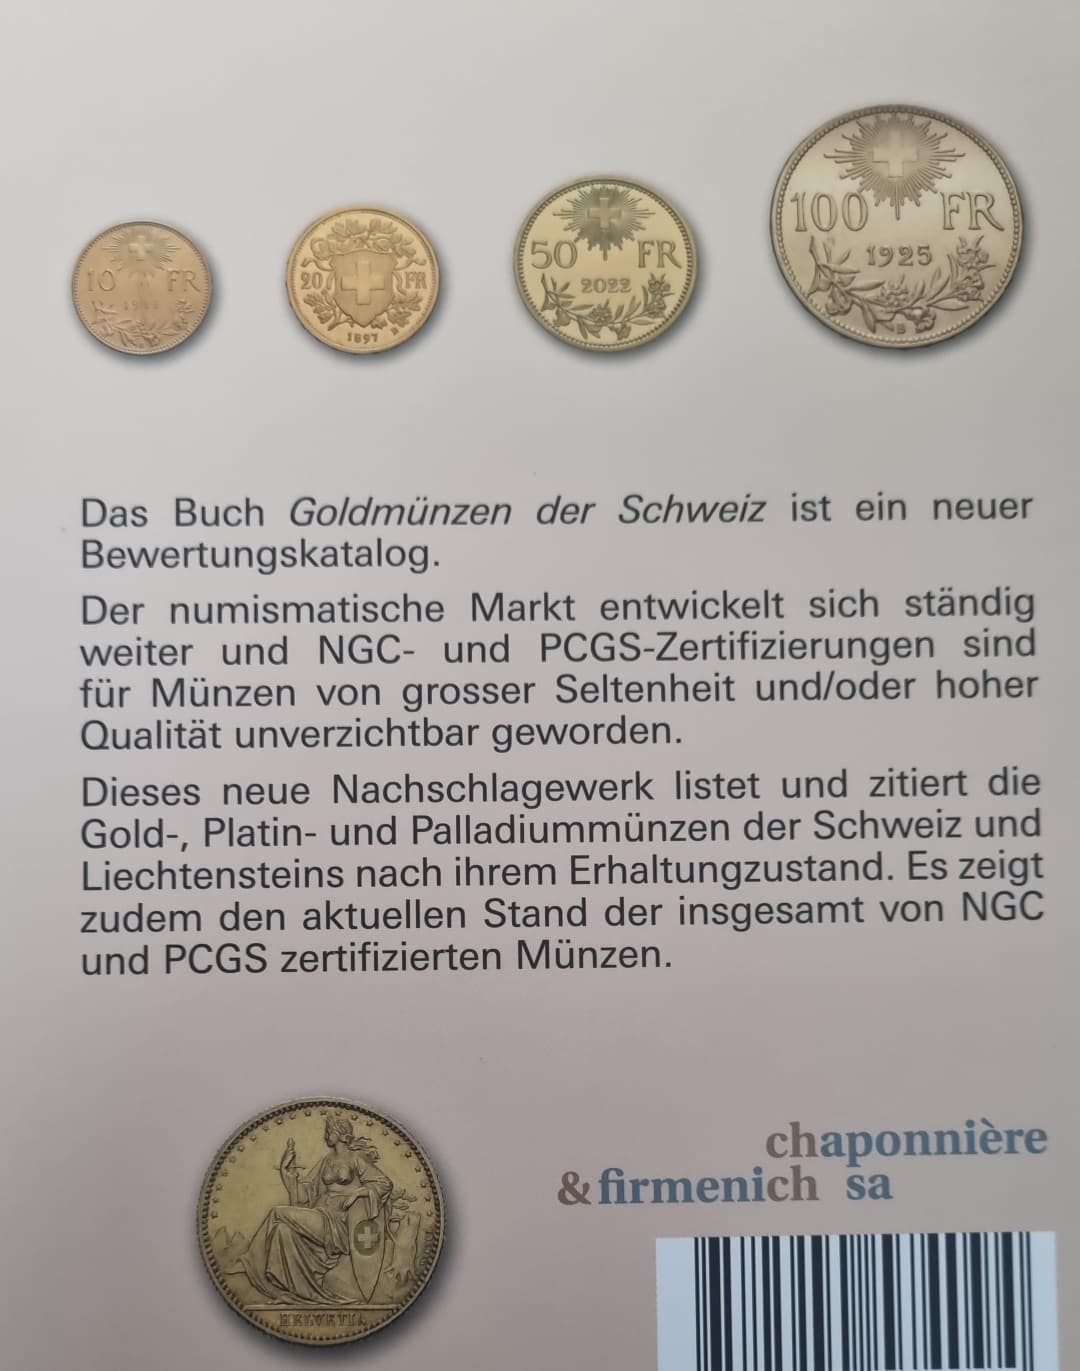 10 FR
20 FR
1897
50 FR
2022
100 FR
1925
B
Das Buch Goldmünzen der Schweiz ist ein neuer
Bewertungskatalog.
Der numismatische Markt entwickelt sich ständig
weiter und NGC- und PCGS-Zertifizierungen sind
für Münzen von grosser Seltenheit und/oder hoher
Qualität unverzichtbar geworden.
Dieses neue Nachschlagewerk listet und zitiert die
Gold-, Platin- und Palladiummünzen der Schweiz und
Liechtensteins nach ihrem Erhaltungzustand. Es zeigt
zudem den aktuellen Stand der insgesamt von NGC
und PCGS zertifizierten Münzen.
HELVETIA
chaponnière
& firmenich sa